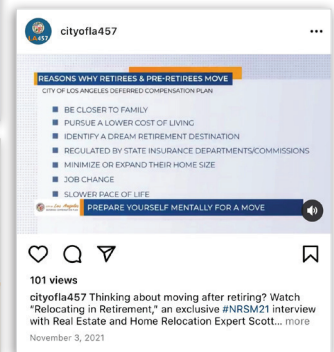 cityofla457
LA457
REASONS WHY RETIREES & PRE-RETIREES MOVE
CITY OF LOS ANGELES DEFERRED COMPENSATION PLAN
BE CLOSER TO FAMILY
PURSUE A LOWER COST OF LIVING
IDENTIFY A DREAM RETIREMENT DESTINATION
REGULATED BY STATE INSURANCE DEPARTMENTS/COMMISSIONS
MINIMIZE OR EXPAND THEIR HOME SIZE
JOB CHANGE
SLOWER PACE OF LIFE
Los Angeles
PREPARE YOURSELF MENTALLY FOR A MOVE
101 views
cityofla457 Thinking about moving after retiring? Watch
"Relocating in Retirement," an exclusive #NRSM21 interview
with Real Estate and Home Relocation Expert Scott... more
November 3, 2021